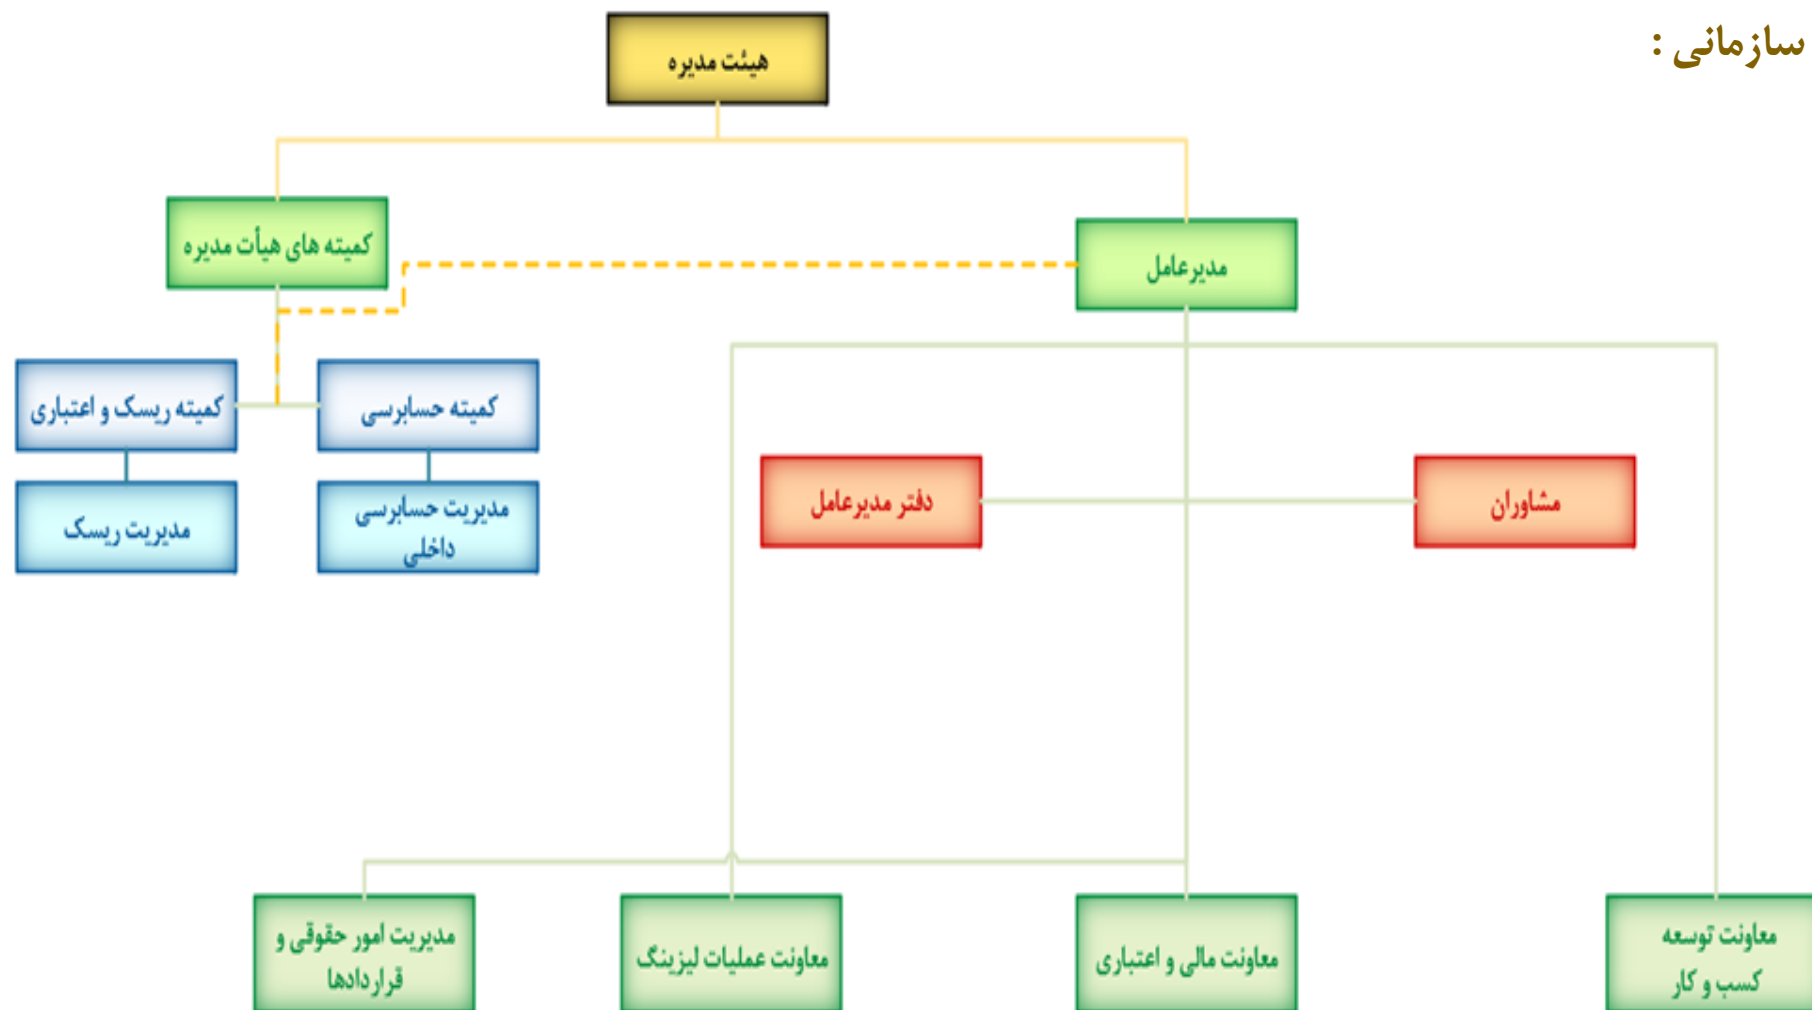 سازمانی :
هیئت مدیره
کمیته های هیأت مدیره
مدیرعامل
کمیته حسابرسی
کمیته ریسک و اعتباری
مدیریت حسابرسی
داخلی
مدیریت ریسک
مشاوران
دفتر مدیرعامل
معاونت توسعه
کسب و کار
معاونت مالی و اعتباری
معاونت عملیات لیزینگ
مدیریت امور حقوقی و
قراردادها